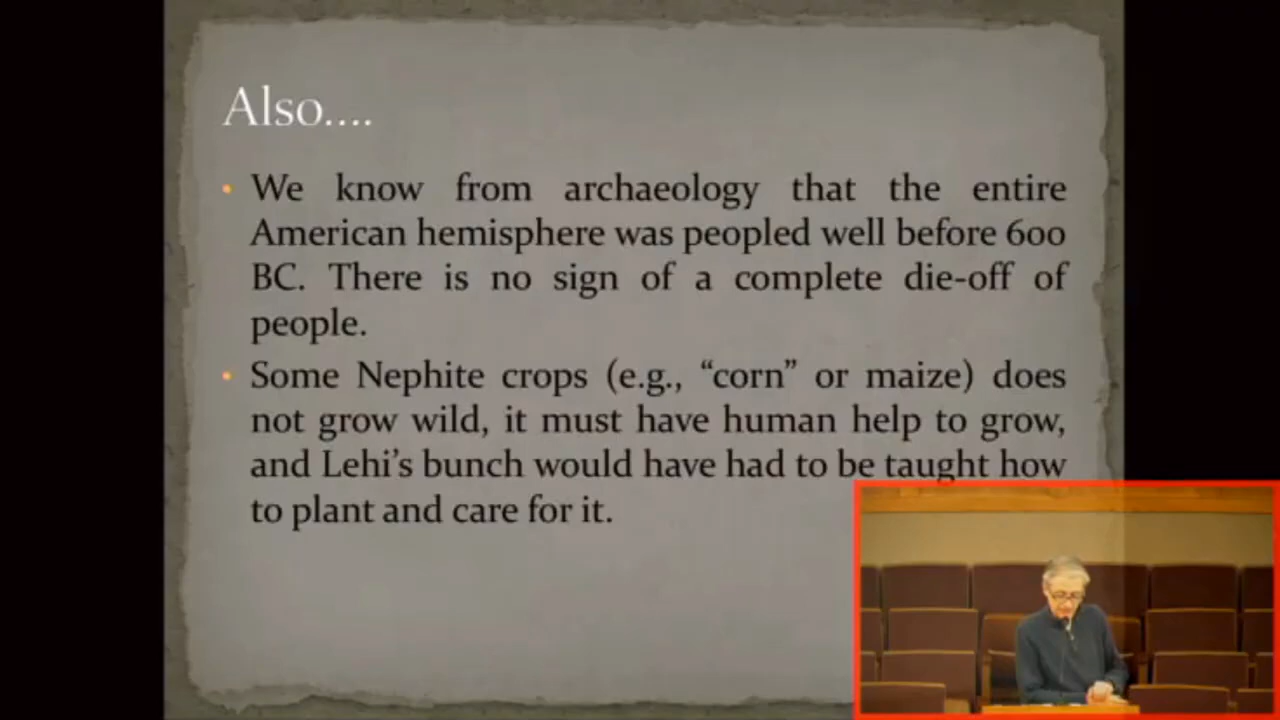 Also....
• We know from archaeology that the entire
American hemisphere was peopled well before 600
BC. There is no sign of a complete die-off of
people.
• Some Nephite crops (e.g., “corn” or maize) does
not grow wild, it must have human help to grow,
and Lehi’s bunch would have had to be taught how
to plant and care for it.